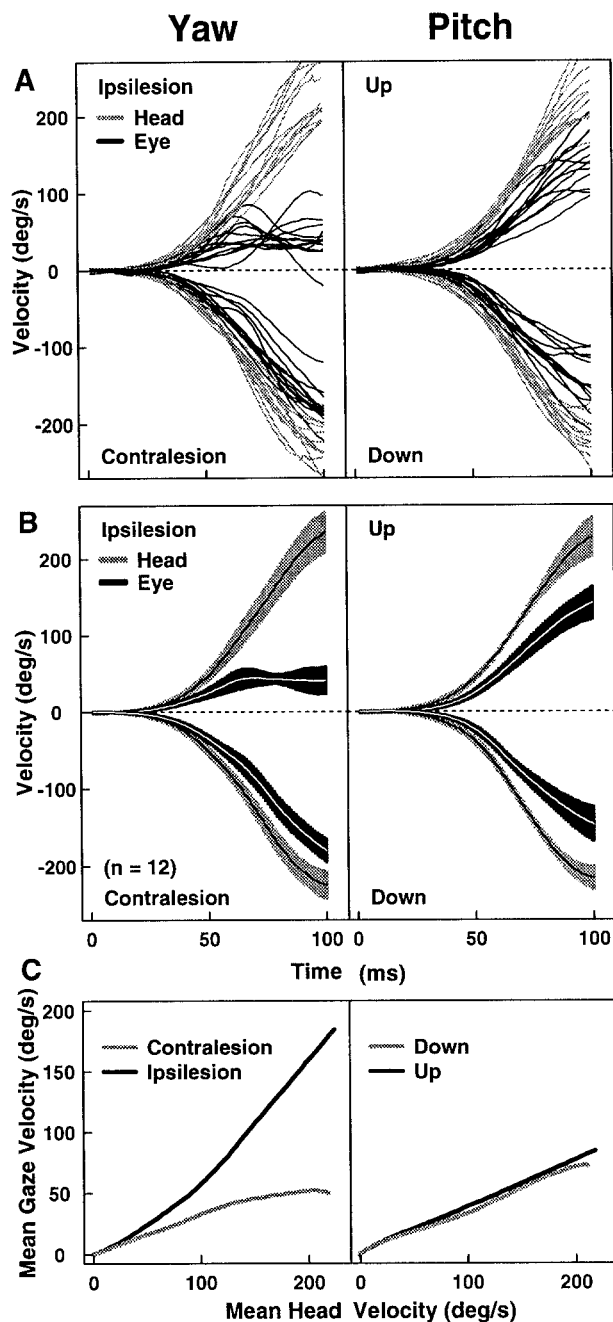 Yaw
Pitch
A
Ipsilesion
Head
Eye
Up
200
100
0
-100
-200
Velocity (deg/s)
Contralesion
Down
B
Ipsilesion
Head
Eye
Up
200
100
0
-100
-200
Velocity (deg/s)
(n = 12)
Contralesion
Down
0
50
100
0
50
100
Time (ms)
C
200
150
100
50
0
Mean Gaze Velocity (deg/s)
Contralesion
Ipsilesion
Down
Up
0
100
200
0
100
200
Mean Head Velocity (deg/s)